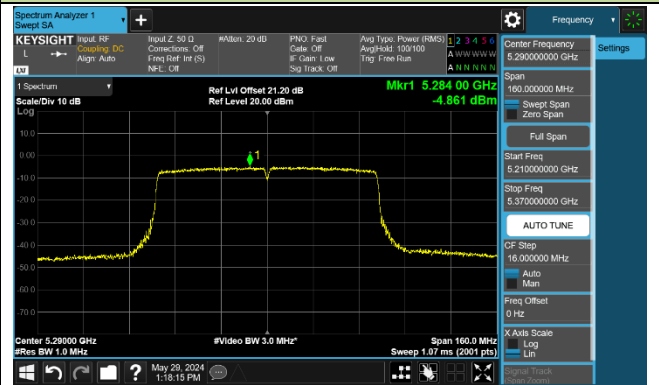 Spectrum Analyzer 1
Swept SA
Frequency
KEYSIGHT
L
Input: RF
Coupling: DC
Align: Auto
Input Z: 50 Ω
Corrections: Off
Freq Ref: Int (S)
NFE: Off
#Atten: 20 dB
PNO: Fast
Gate: Off
IF Gain: Low
Sig Track: Off
Avg Type: Power (RMS)
Avg|Hold: 100/100
Trig: Free Run
1 2 3 4 5 6
A W W W W W
A N N N N N
LXI
1 Spectrum
Scale/Div 10 dB
Log
Ref Lvl Offset 21.20 dB
Ref Level 20.00 dBm
Mkr1 5.284 00 GHz
-4.861 dBm
1
10.0
0.00
-10.0
-20.0
-30.0
-40.0
-50.0
-60.0
-70.0
Center 5.29000 GHz
#Res BW 1.0 MHz
#Video BW 3.0 MHz*
Span 160.0 MHz
Sweep 1.07 ms (2001 pts)
May 29, 2024
1:18:15 PM
?
Center Frequency
5.290000000 GHz
Settings
Span
160.000000 MHz
Swept Span
Zero Span
Full Span
Start Freq
5.210000000 GHz
Stop Freq
5.370000000 GHz
AUTO TUNE
CF Step
16.000000 MHz
Auto
Man
Freq Offset
0 Hz
X Axis Scale
Log
Lin
Signal Track
(Span Zoom)